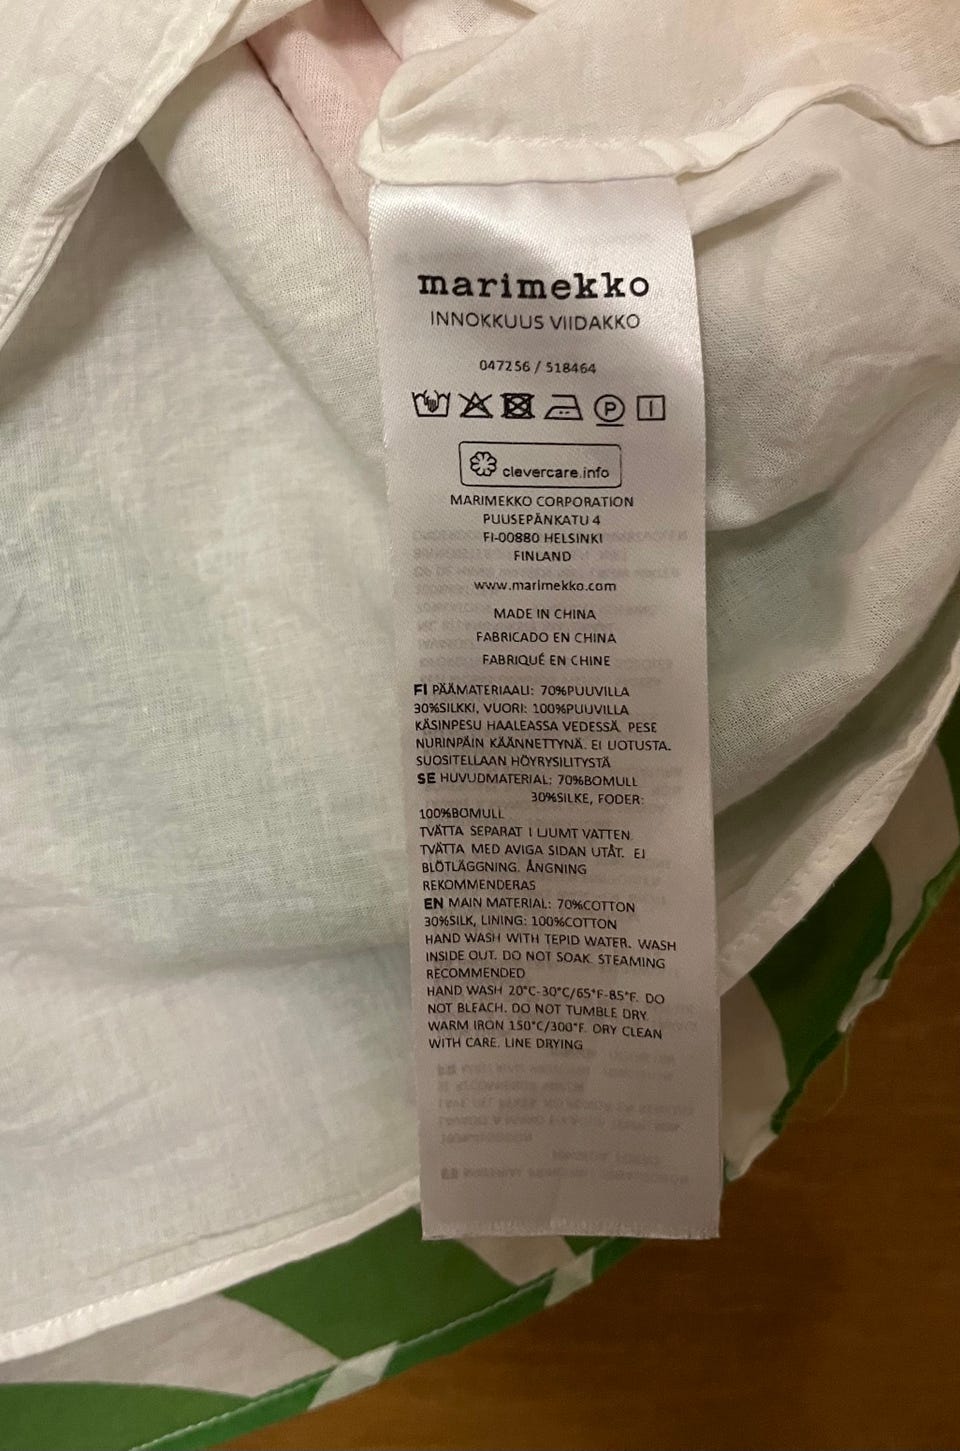 marimekko
INNOKKUUS VIIDAKKO
047256 / 518464
P
clevercare.info
MARIMEKKO CORPORATION
PUUSEPÄNKATU 4
FI-00880 HELSINKI
FINLAND
www.marimekko.com
MADE IN CHINA
FABRICADO EN CHINA
FABRIQUÉ EN CHINE
FI PÄÄMATERIAALI: 70%PUUVILLA
30%SILKKI, VUORI: 100%PUUVILLA
KÄSINPESU HAALEASSA VEDESSÄ. PESE
NURINPÄIN KÄÄNNETTYNÄ. EI LIOTUSTA.
SUOSITELLAAN HÖYRYSILITYSTÄ
SE HUVUDMATERIAL: 70%BOMULL
30%SILKE, FODER:
100%BOMULL
TVÄTTA SEPARAT I LJUMT VATTEN.
TVÄTTA MED AVIGA SIDAN UTÅT. EJ
BLÖTLÄGGNING. ÅNGNING
REKOMMENDERAS
EN MAIN MATERIAL: 70%COTTON
30%SILK, LINING: 100%COTTON
HAND WASH WITH TEPID WATER. WASH
INSIDE OUT. DO NOT SOAK. STEAMING
RECOMMENDED
HAND WASH 20°C-30°C/65°F-85°F. DO
NOT BLEACH. DO NOT TUMBLE DRY.
WARM IRON 150°C/300°F. DRY CLEAN
WITH CARE. LINE DRYING